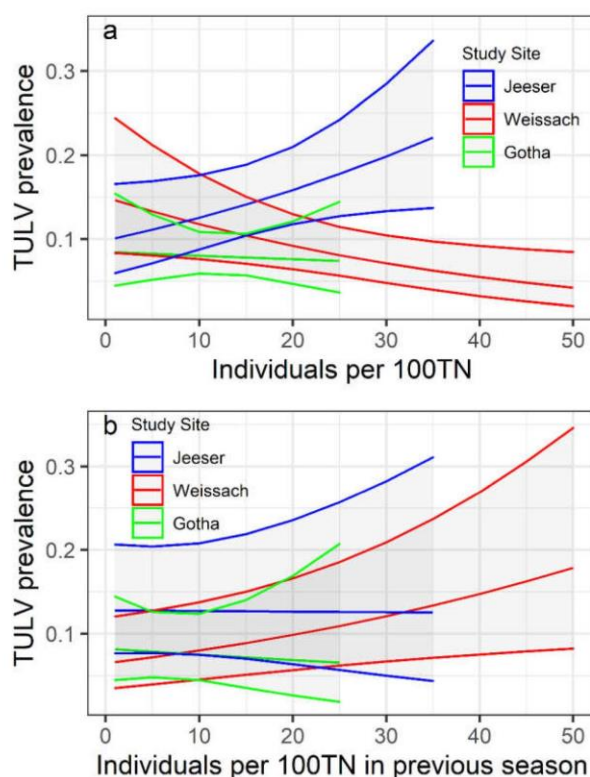 a
Study Site
Jeeser
Weissach
Gotha
TULV prevalence
0.3
0.2
0.1
0 10 20 30 40 50
Individuals per 100TN
b
Study Site
Jeeser
Weissach
Gotha
TULV prevalence
0.3
0.2
0.1
0 10 20 30 40 50
Individuals per 100TN in previous season